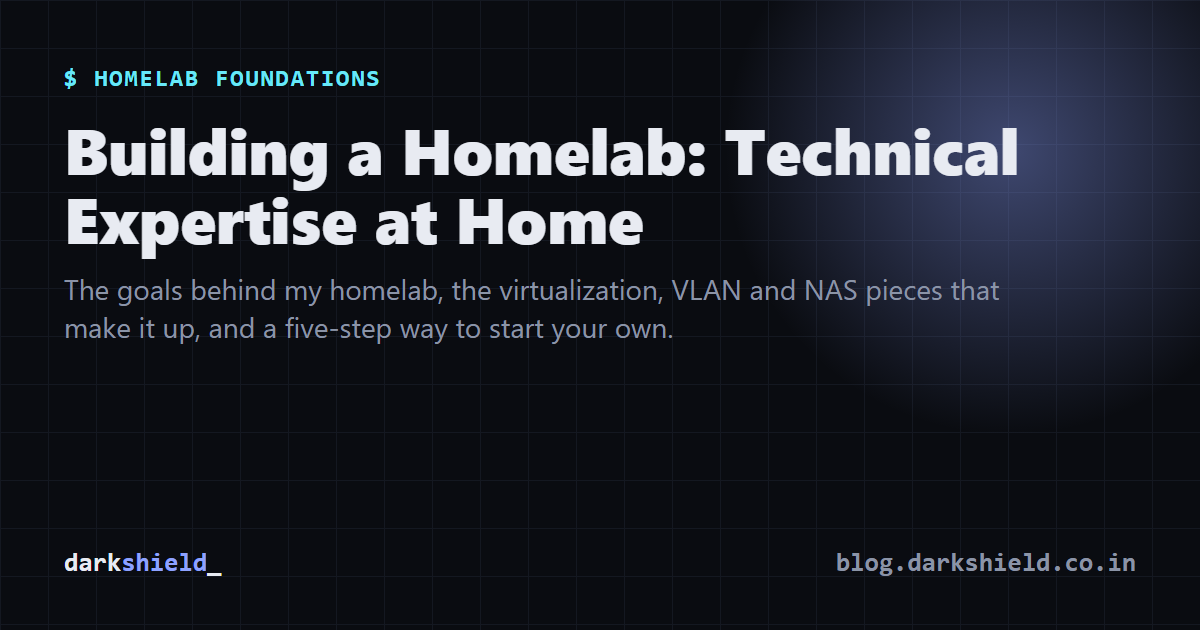 $ HOMELAB FOUNDATIONS
Building a Homelab: Technical
Expertise at Home
The goals behind my homelab, the virtualization, VLAN and NAS pieces that
make it up, and a five-step way to start your own.
darkshield_
blog.darkshield.co.in